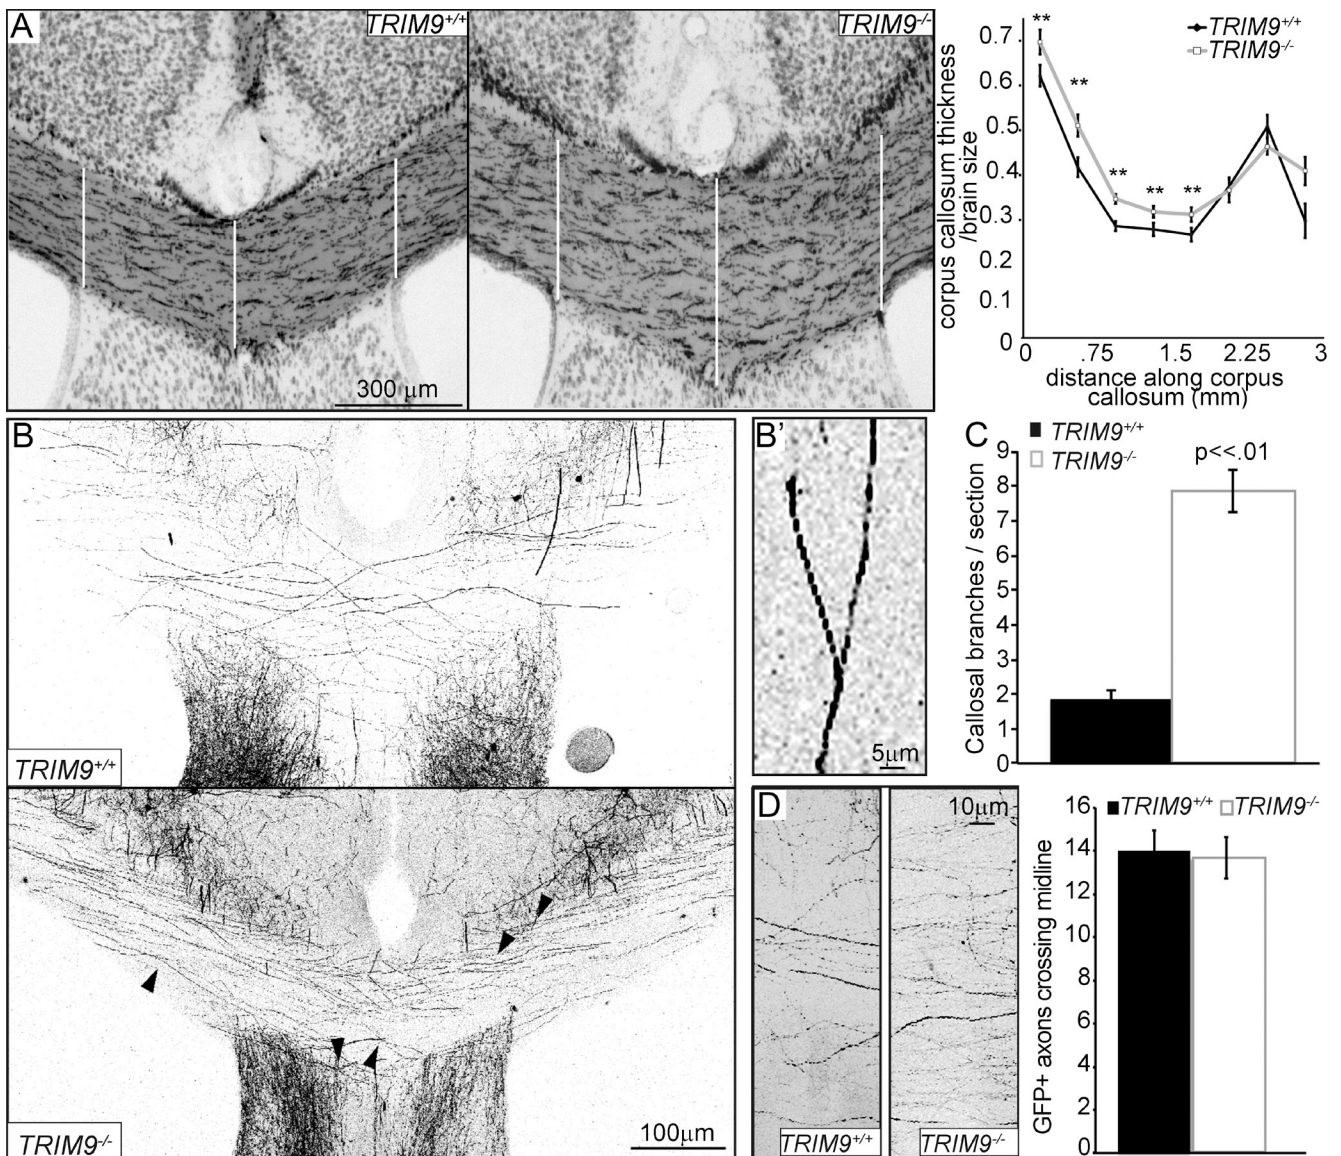 A
TRIM9+/+
TRIM9-/-
300 µm
corpus callosum thickness
/brain size
0.7
0.6
0.5
0.4
0.3
0.2
0.1
0
TRIM9+/+
TRIM9-/-
**
**
**
**
**
0
.75
1.5
2.25
3
distance along corpus
callosum (mm)
B
TRIM9+/+
TRIM9-/-
100µm
B'
5µm
C
TRIM9+/+
TRIM9-/-
p<<.01
Callosal branches / section
9
8
7
6
5
4
3
2
1
0
D
10µm
TRIM9+/+
TRIM9-/-
GFP+ axons crossing midline
16
14
12
10
8
6
4
2
0
TRIM9+/+
TRIM9-/-